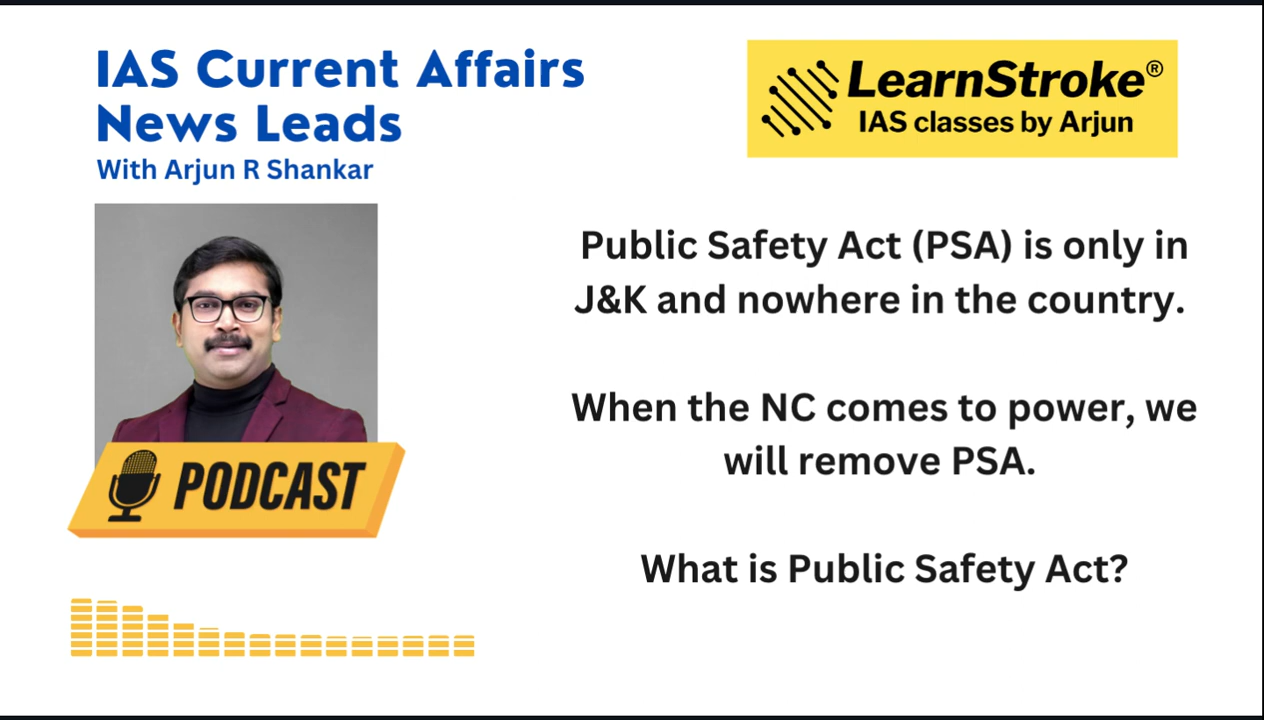 IAS Current Affairs
News Leads
With Arjun R Shankar
LearnStroke®
IAS classes by Arjun
PODCAST
Public Safety Act (PSA) is only in
J&K and nowhere in the country.
When the NC comes to power, we
will remove PSA.
What is Public Safety Act?